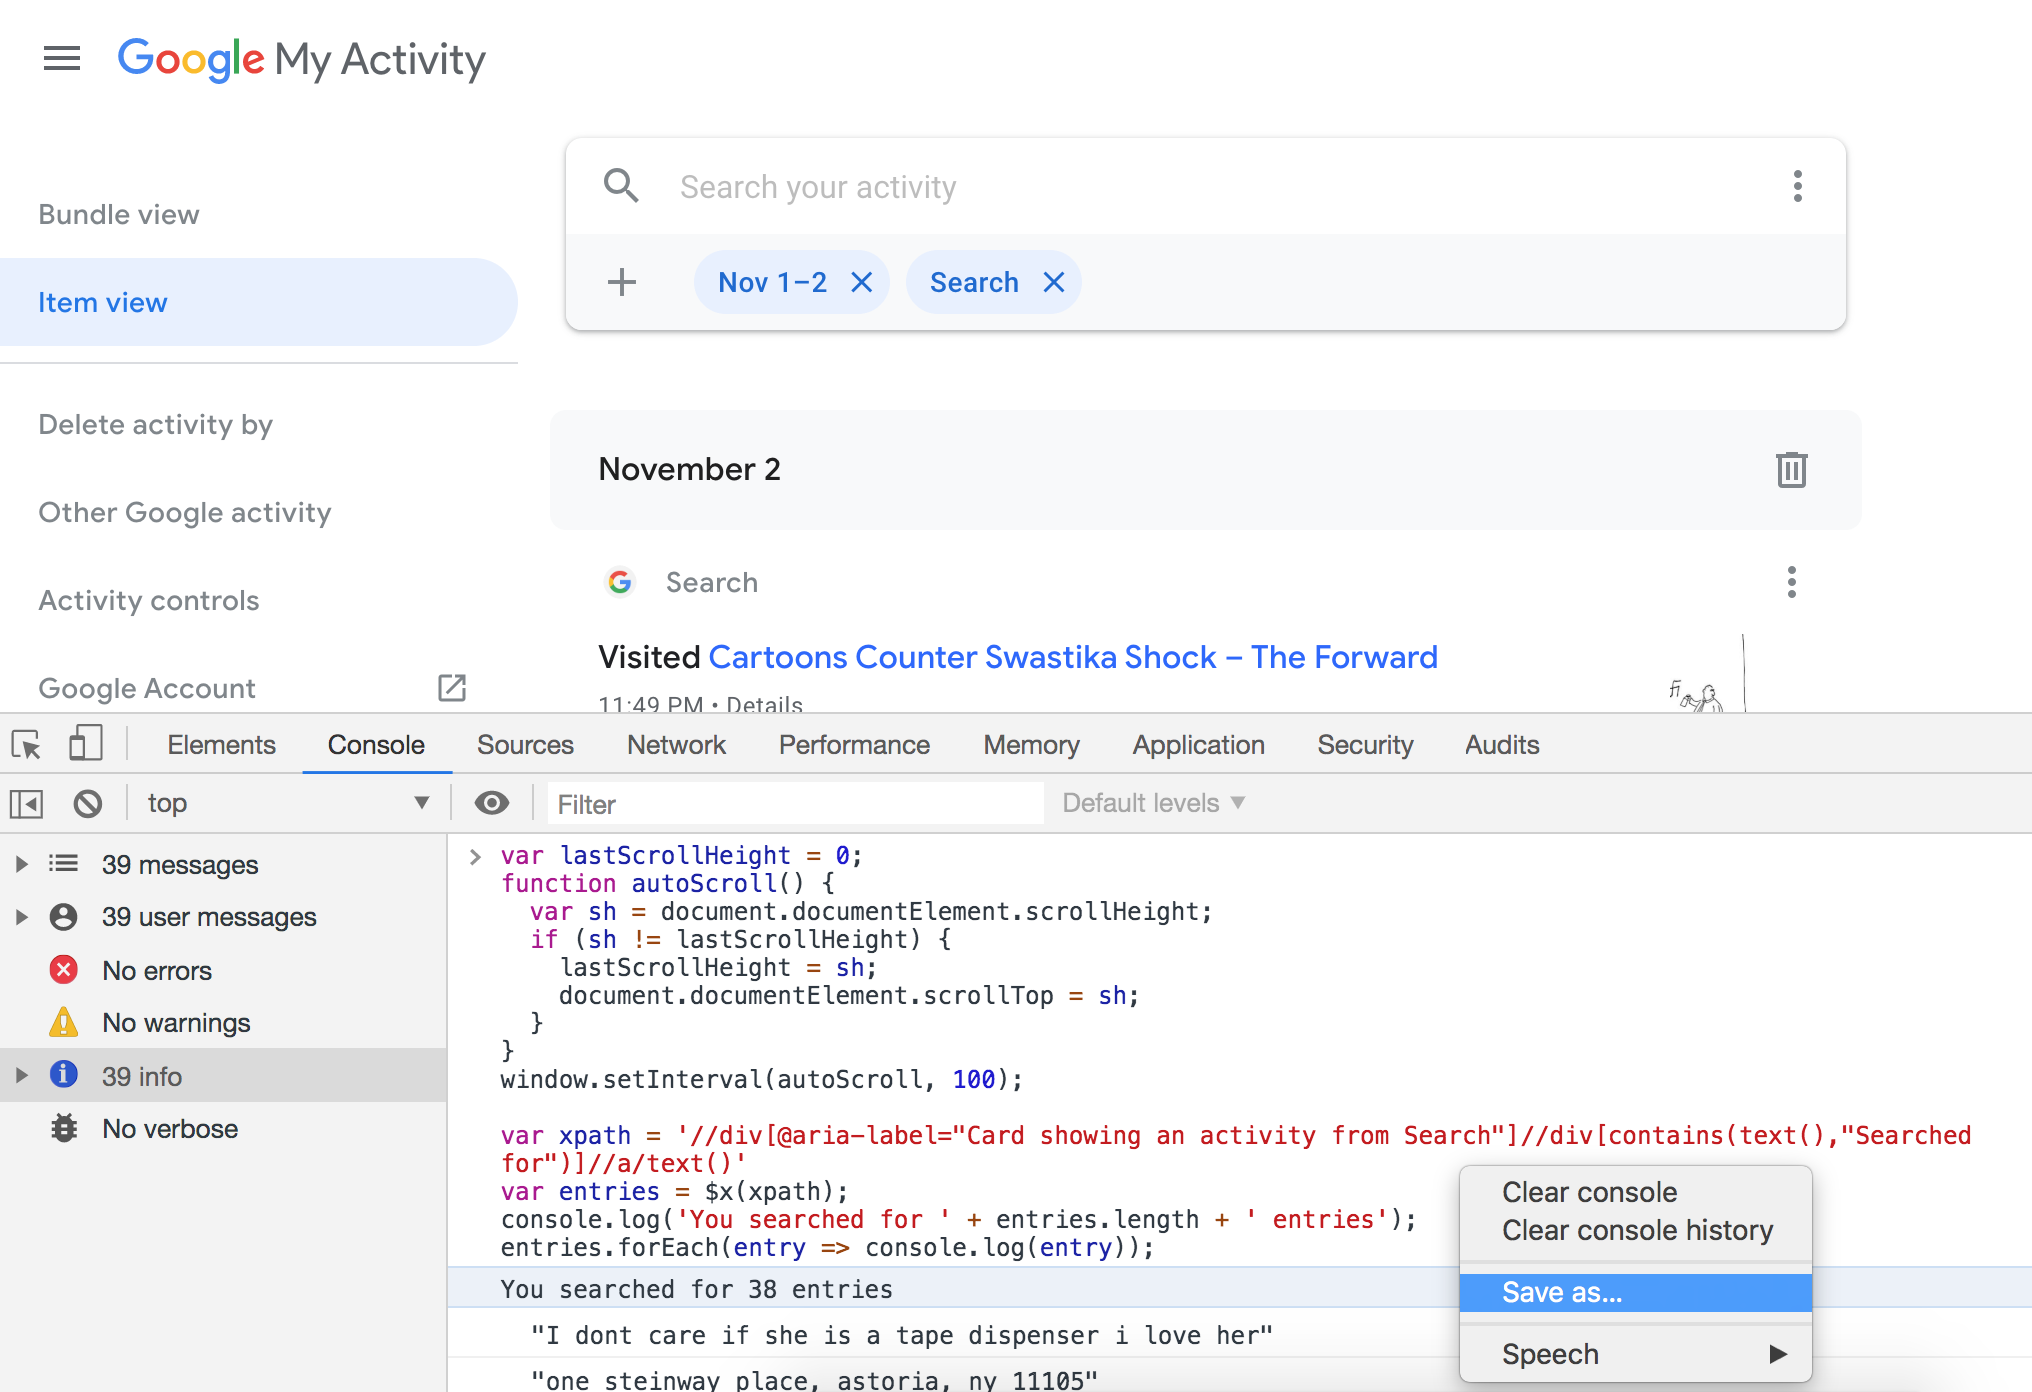 Google My Activity
Search your activity
Bundle view
Nov 1–2
Search
Item view
Delete activity by
November 2
Other Google activity
Search
Activity controls
Visited Cartoons Counter Swastika Shock – The Forward
Google Account
11:49 PM • Details
Elements Console Sources Network Performance Memory Application Security Audits
top
Filter
Default levels
39 messages
39 user messages
No errors
No warnings
39 info
No verbose
var lastScrollHeight = 0;
function autoScroll() {
  var sh = document.documentElement.scrollHeight;
  if (sh != lastScrollHeight) {
    lastScrollHeight = sh;
    document.documentElement.scrollTop = sh;
  }
}
window.setInterval(autoScroll, 100);
var xpath = '//div[@aria-label="Card showing an activity from Search"]//div[contains(text(),"Searched
for")]//a/text()'
var entries = $x(xpath);
console.log('You searched for ' + entries.length + ' entries');
entries.forEach(entry => console.log(entry));
You searched for 38 entries
"I dont care if she is a tape dispenser i love her"
"one steinway place, astoria, ny 11105"
Clear console
Clear console history
Save as...
Speech